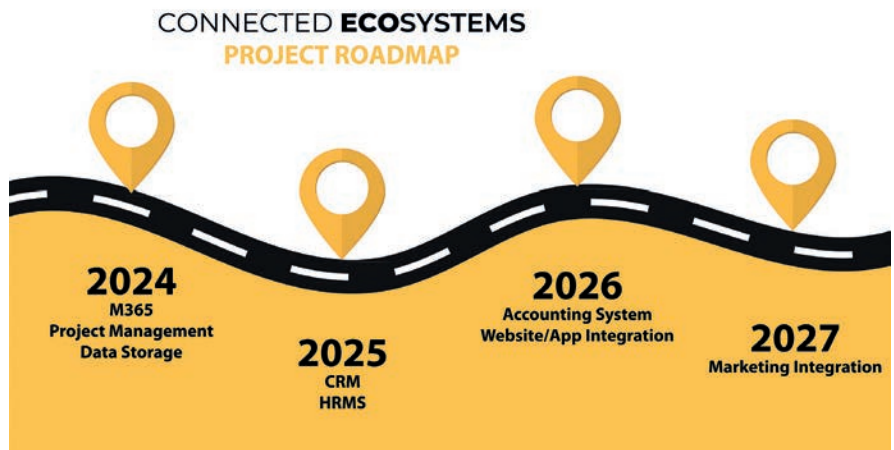 CONNECTED ECOSYSTEMS
PROJECT ROADMAP
2024
M365
Project Management
Data Storage
2025
CRM
HRMS
2026
Accounting System
Website/App Integration
2027
Marketing Integration